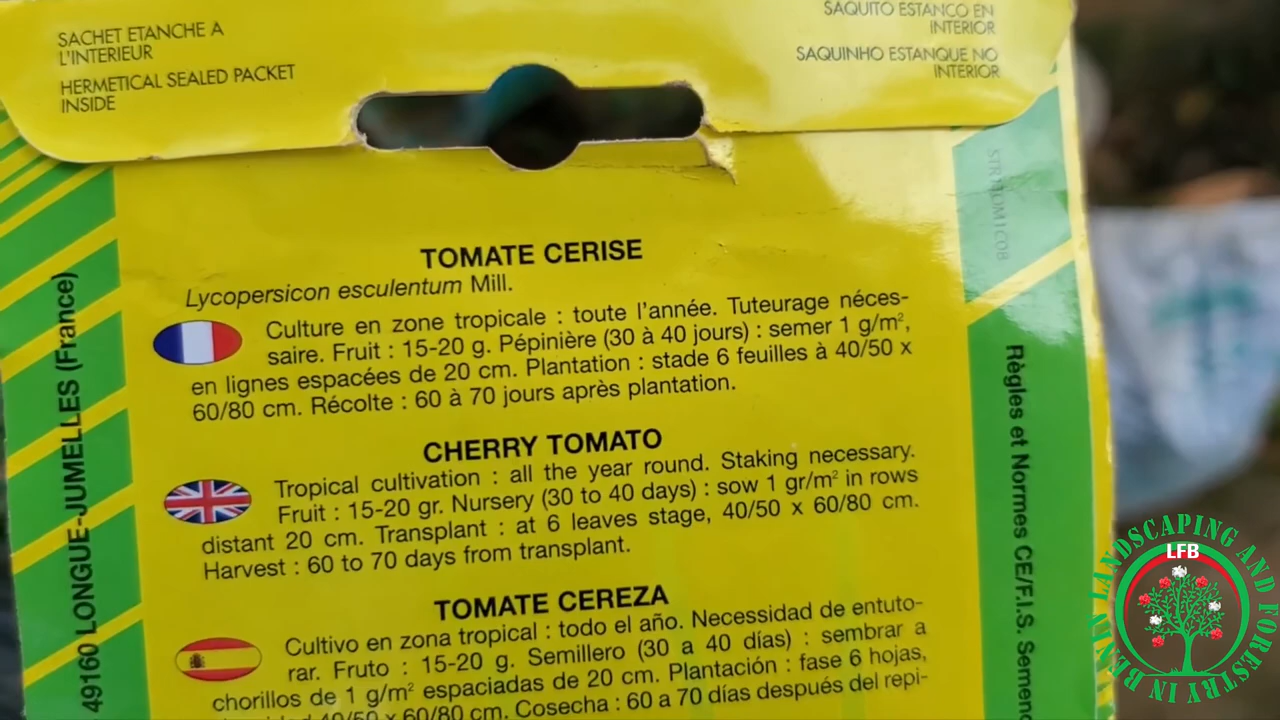 SACHET ETANCHE A
L'INTERIEUR
HERMETICAL SEALED PACKET
INSIDE
SAQUITO ESTANCO EN
INTERIOR
SAQUINHO ESTANQUE NO
INTERIOR
TOMATE CERISE
Lycopersicon esculentum Mill.
Culture en zone tropicale : toute l'année. Tuteurage néces-
saire. Fruit : 15-20 g. Pépinière (30 à 40 jours) : semer 1 g/m²,
en lignes espacées de 20 cm. Plantation : stade 6 feuilles à 40/50 x
60/80 cm. Récolte : 60 à 70 jours après plantation.
CHERRY TOMATO
Tropical cultivation : all the year round. Staking necessary.
Fruit : 15-20 gr. Nursery (30 to 40 days) : sow 1 gr/m² in rows
distant 20 cm. Transplant : at 6 leaves stage, 40/50 x 60/80 cm.
Harvest : 60 to 70 days from transplant.
TOMATE CEREZA
Cultivo en zona tropical : todo el año. Necessidad de entuto-
rar. Fruto : 15-20 g. Semillero (30 a 40 días) : sembrar a
chorillos de 1 g/m² espaciadas de 20 cm. Plantación : fase 6 hojas,
40/50 x 60/80 cm. Cosecha : 60 a 70 días después del repi-
49160 LONGUE-JUMELLES (France)
Règles et Normes CE/F.I.S.
LFB
LANDSCAPING AND FORESTRY IN BENIN